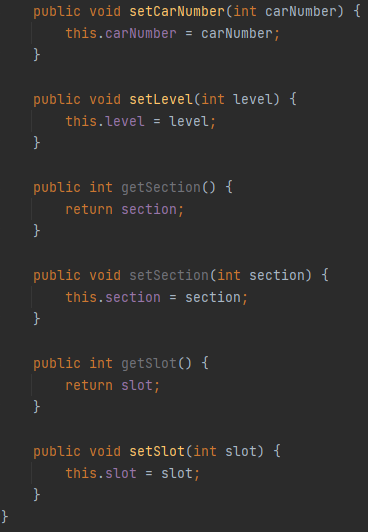 public void setCarNumber(int carNumber) {
this.carNumber = carNumber;
}
public void setLevel(int level) {
this.level = level;
}
public int getSection() {
return section;
}
public void setSection(int section) {
this.section = section;
}
public int getSlot() {
return slot;
}
public void setSlot(int slot) {
this.slot = slot;
}
}